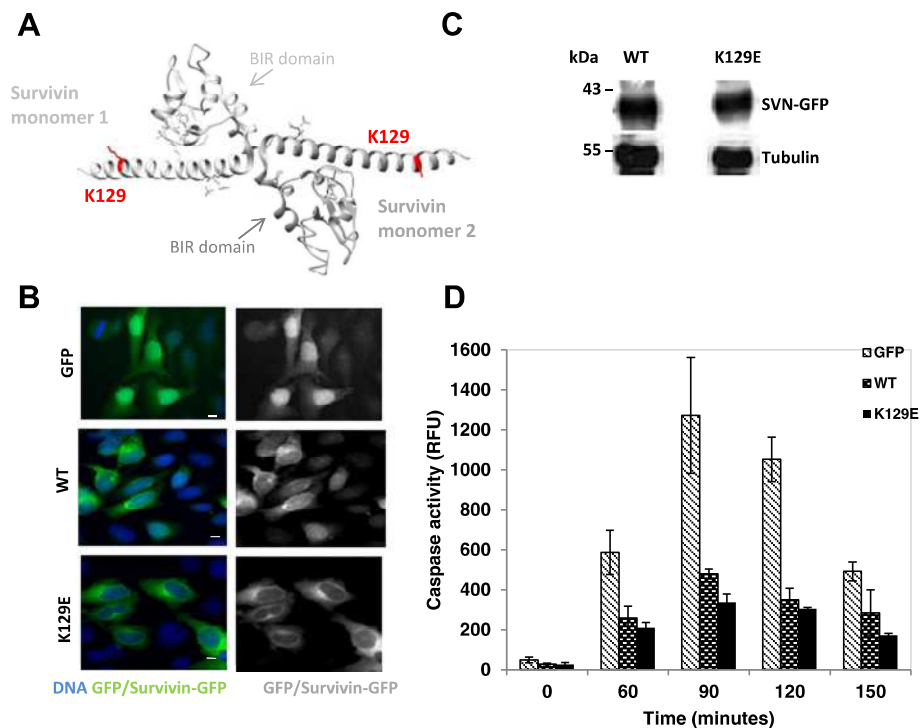 A
BIR domain
Survivin
monomer 1
K129
K129
BIR domain
Survivin
monomer 2
C
kDa
WT
K129E
43
SVN-GFP
55
Tubulin
B
GFP
WT
K129E
DNA GFP/Survivin-GFP
GFP/Survivin-GFP
D
1600
1400
1200
1000
800
600
400
200
0
Caspase activity (RFU)
GFP
WT
K129E
0
60
90
120
150
Time (minutes)